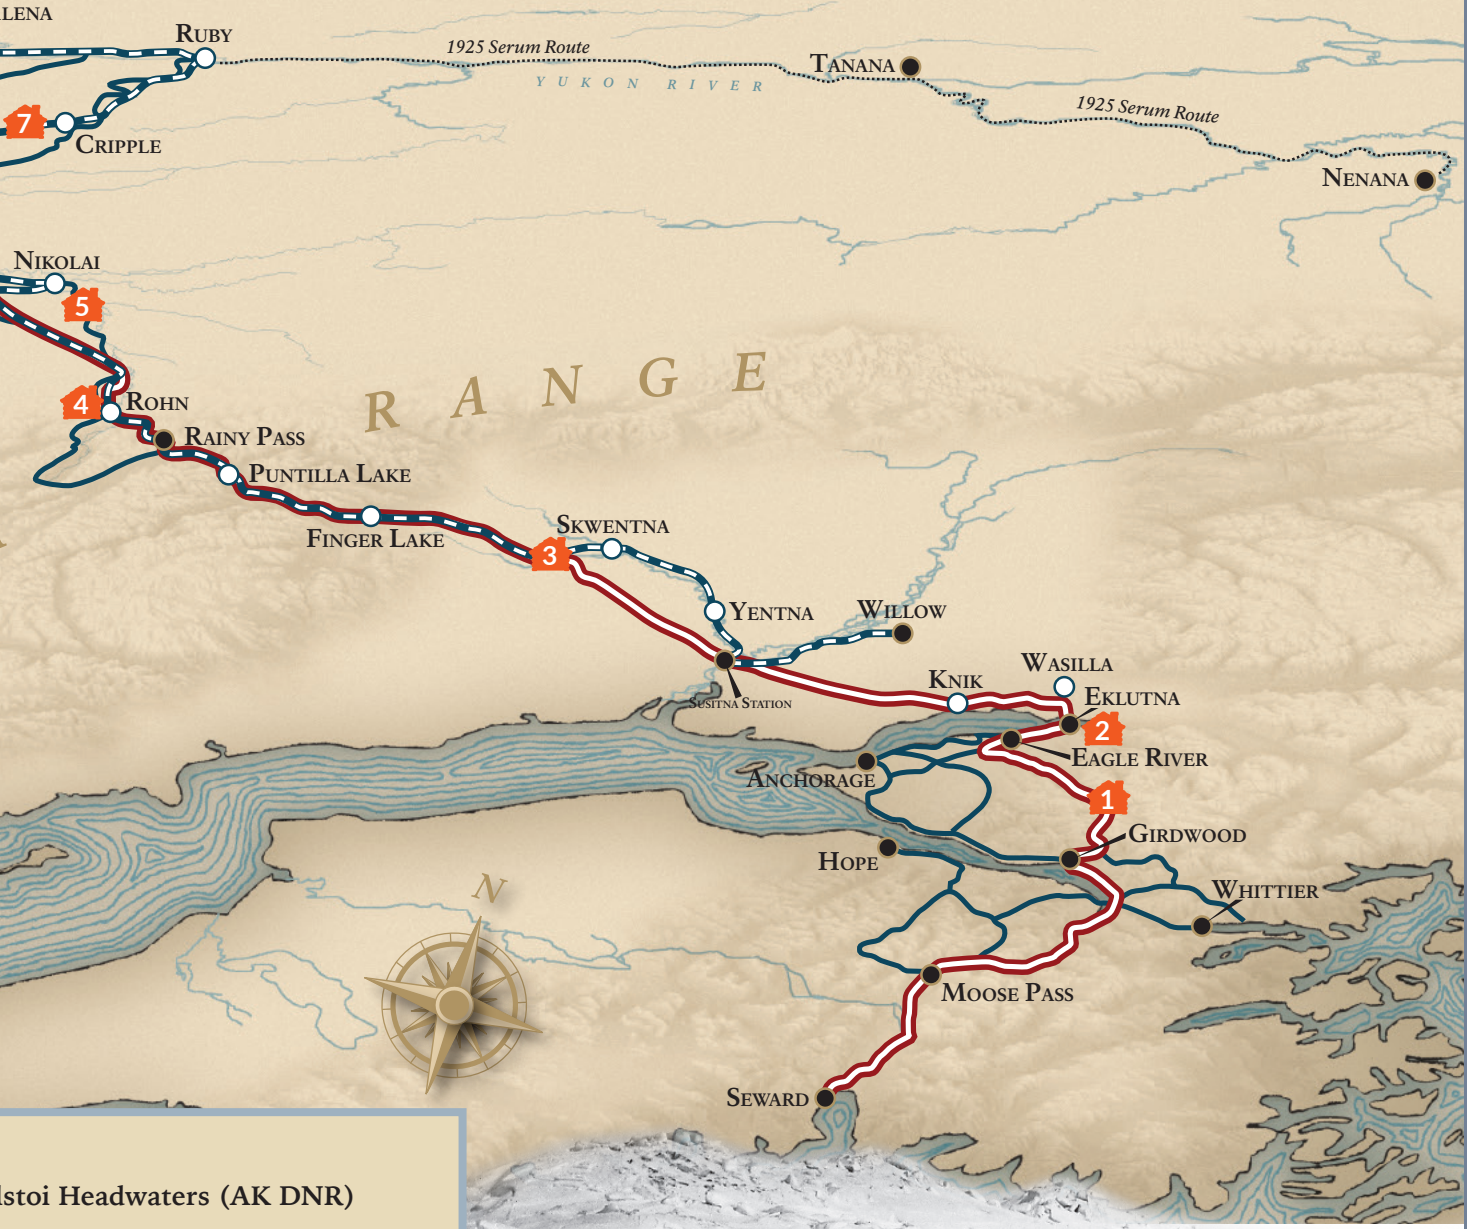 LENA
RUBY
1925 Serum Route
TANANA
YUKON RIVER
1925 Serum Route
7
CRIPPLE
NENANA
NIKOLAI
5
RANGE
4
ROHN
RAINY PASS
PUNTILLA LAKE
SKWENTNA
FINGER LAKE
3
YENTNA
WILLOW
WASILLA
KNIK
EKLUTNA
SUSITNA STATION
2
EAGLE RIVER
ANCHORAGE
1
GIRDWOOD
HOPE
WHITTIER
N
MOOSE PASS
SEWARD
lstoi Headwaters (AK DNR)